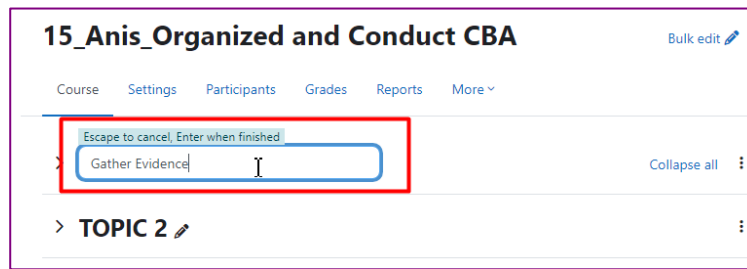 15_Anis_Organized and Conduct CBA
Bulk edit
Course Settings Participants Grades Reports More
Escape to cancel, Enter when finished
Gather Evidence
Collapse all
TOPIC 2